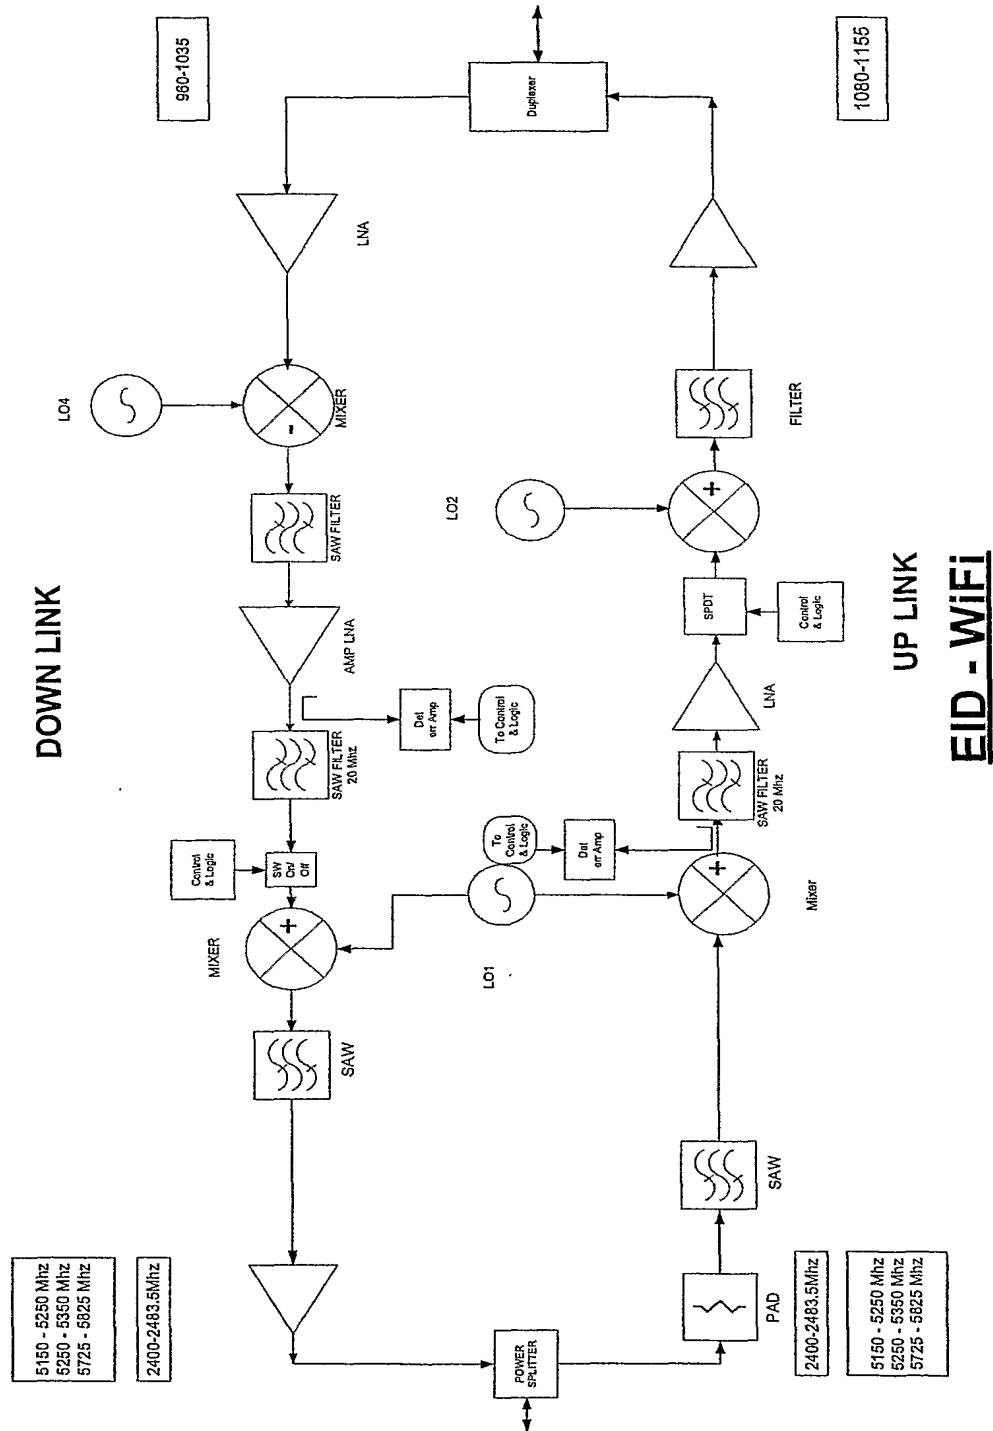 DOWN LINK
5150 - 5250 Mhz
5250 - 5350 Mhz
5725 - 5825 Mhz
2400-2483.5Mhz
SAW
MIXER
+
Control
& Logic
SW
On/
Off
SAW FILTER
20 Mhz
AMP LNA
SAW FILTER
-
MIXER
LO4
LNA
960-1035
POWER
SPLITTER
LO1
To
Control
& Logic
Det
orr Amp
Det
orr Amp
To Control
& Logic
LO2
Duplexer
PAD
SAW
+
Mixer
SAW FILTER
20 Mhz
LNA
SPDT
Control
& Logic
+
FILTER
1080-1155
2400-2483.5Mhz
5150 - 5250 Mhz
5250 - 5350 Mhz
5725 - 5825 Mhz
UP LINK
EID - WiFi